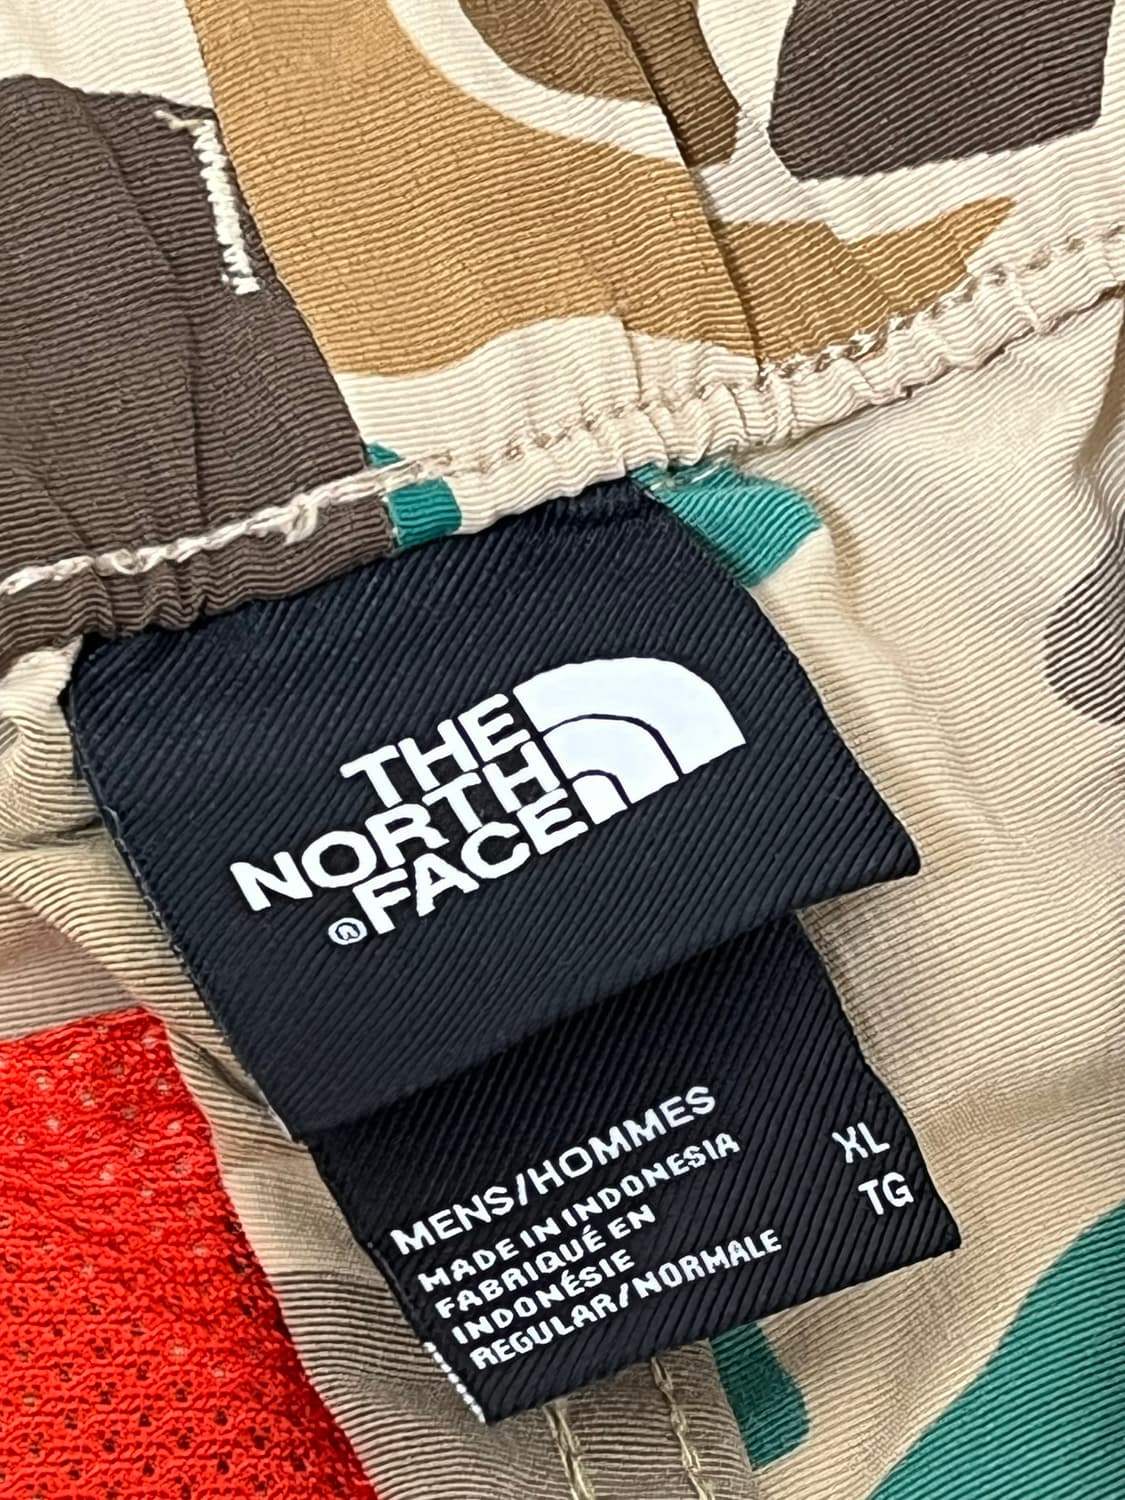 THE
NORTH
FACE
®
MENS/HOMMES
MADE IN INDONESIA
FABRIQUÉ EN
INDONÉSIE
REGULAR/NORMALE
XL
TG